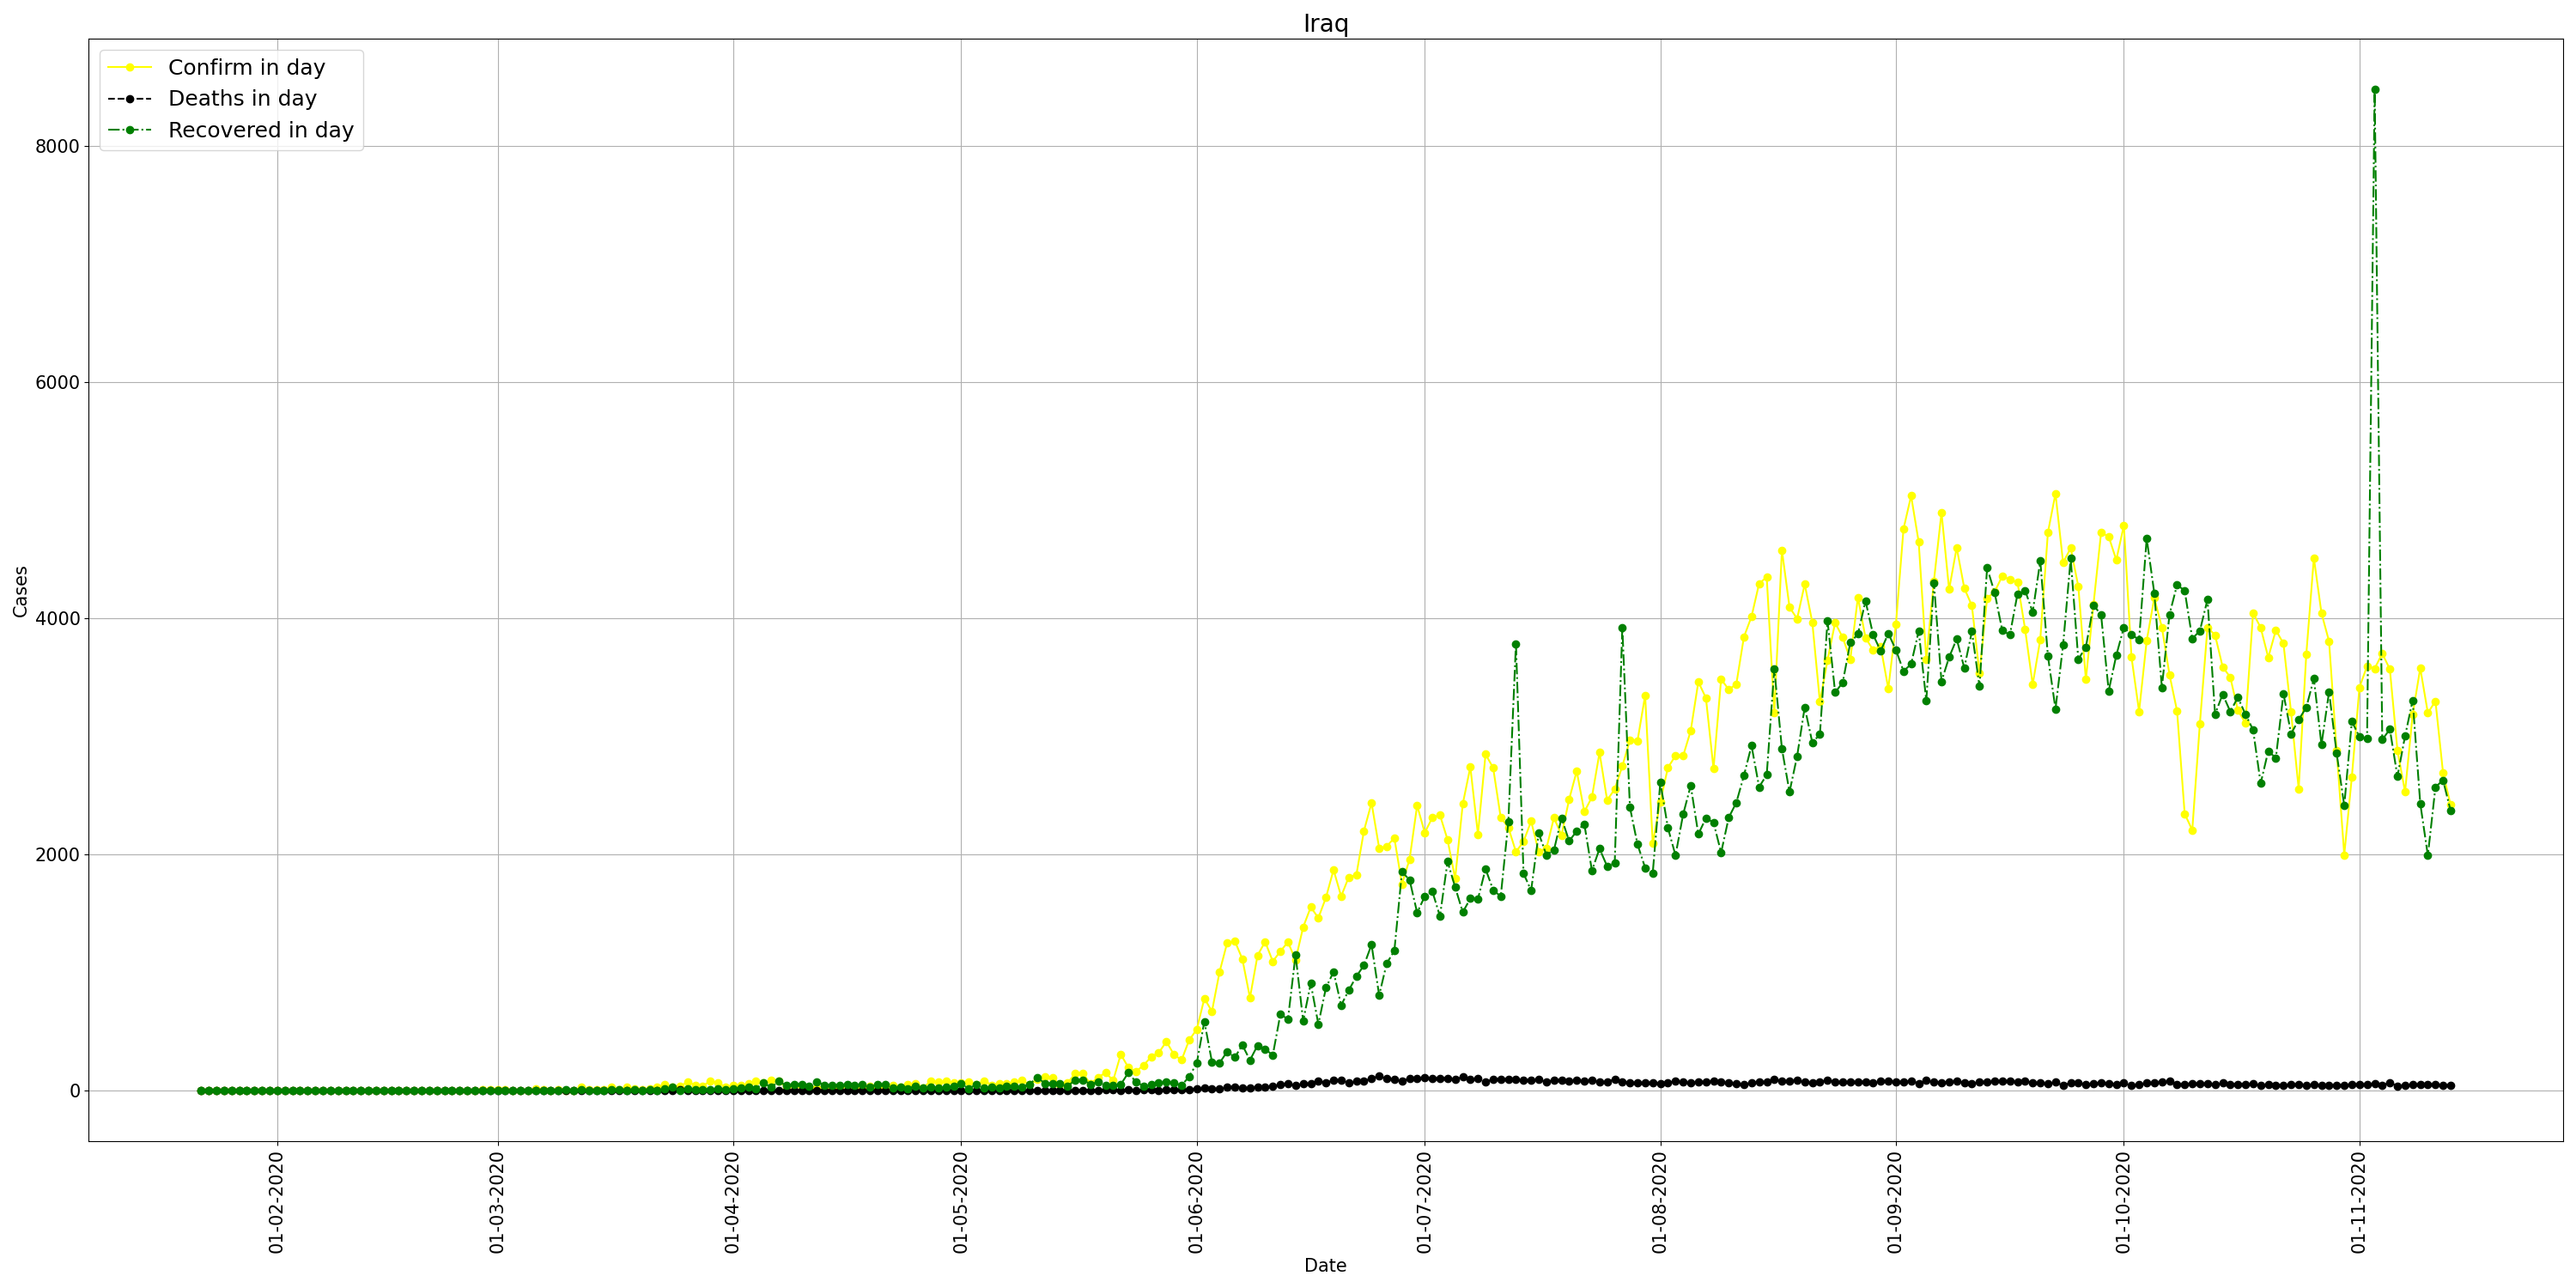 Iraq
Confirm in day
Deaths in day
Recovered in day
8000
6000
4000
2000
0
Cases
01-02-2020
01-03-2020
01-04-2020
01-05-2020
01-06-2020
01-07-2020
01-08-2020
01-09-2020
01-10-2020
01-11-2020
Date